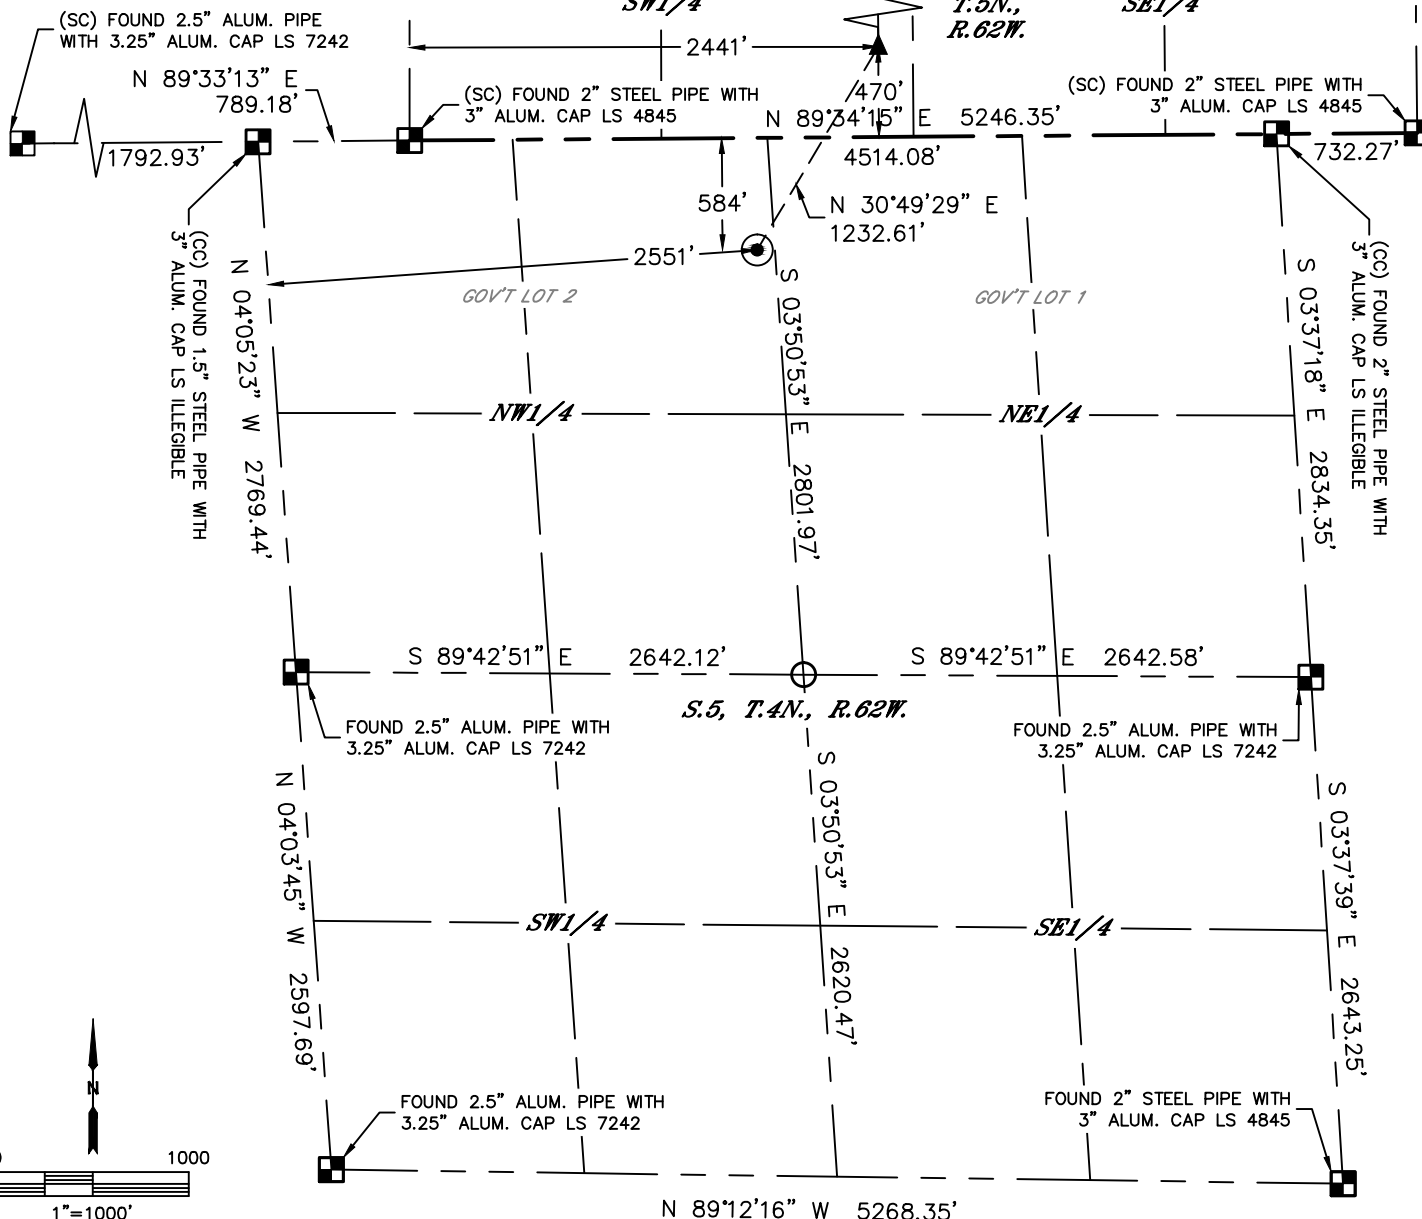 SW1/4
T.5N.,
R.62W.
SE1/4
(SC) FOUND 2.5" ALUM. PIPE
WITH 3.25" ALUM. CAP LS 7242
2441'
N 89°33'13" E
789.18'
(SC) FOUND 2" STEEL PIPE WITH
3" ALUM. CAP LS 4845
470'
(SC) FOUND 2" STEEL PIPE WITH
3" ALUM. CAP LS 4845
N 89°34'15" E 5246.35'
1792.93'
4514.08'
732.27'
584'
N 30°49'29" E
1232.61'
2551'
(CC) FOUND 1.5" STEEL PIPE WITH
3" ALUM. CAP LS ILLEGIBLE
N 04°05'23" W 2769.44'
GOV'T LOT 2
S 03°50'53" E 2801.97'
GOV'T LOT 1
S 03°37'18" E 2834.35'
(CC) FOUND 2" STEEL PIPE WITH
3" ALUM. CAP LS ILLEGIBLE
NW1/4
NE1/4
S 89°42'51" E 2642.12'
S 89°42'51" E 2642.58'
S.5, T.4N., R.62W.
FOUND 2.5" ALUM. PIPE WITH
3.25" ALUM. CAP LS 7242
FOUND 2.5" ALUM. PIPE WITH
3.25" ALUM. CAP LS 7242
N 04°03'45" W 2597.69'
S 03°50'53" E 2620.47'
S 03°37'39" E 2643.25'
SW1/4
SE1/4
N
FOUND 2.5" ALUM. PIPE WITH
3.25" ALUM. CAP LS 7242
FOUND 2" STEEL PIPE WITH
3" ALUM. CAP LS 4845
1000
1"=1000'
N 89°12'16" W 5268.35'